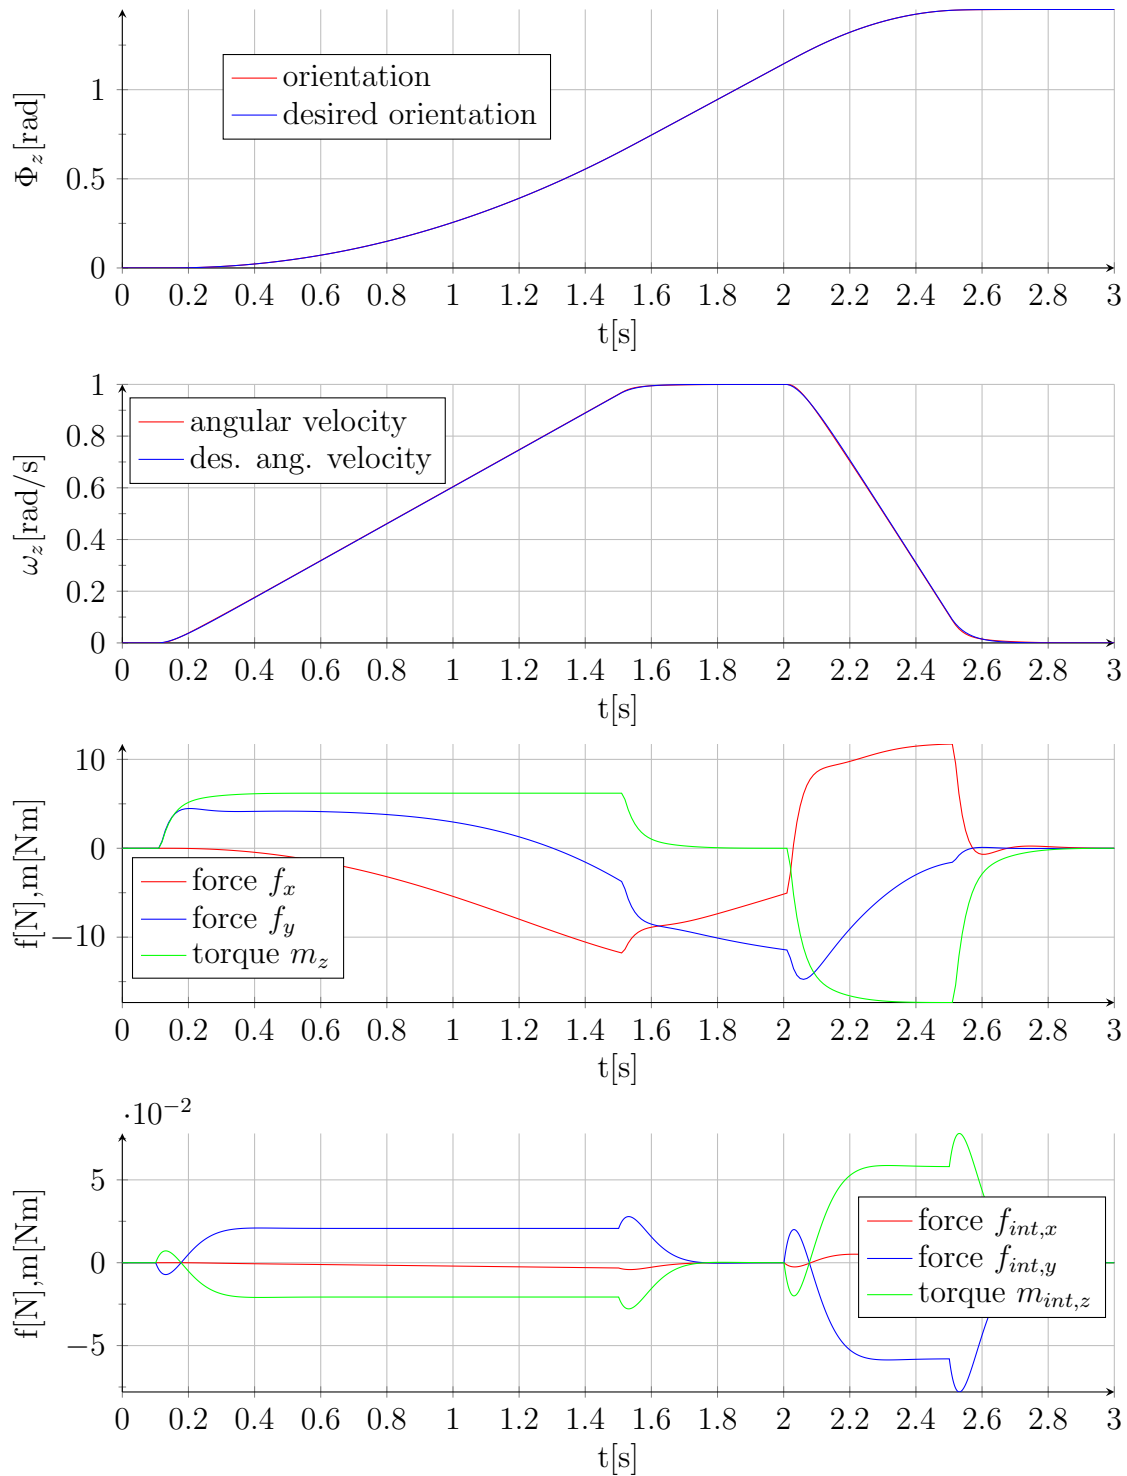 1
0.5
0
Φz[rad]
orientation
desired orientation
0 0.2 0.4 0.6 0.8 1 1.2 1.4 1.6 1.8 2 2.2 2.4 2.6 2.8 3
t[s]
1
0.8
0.6
0.4
0.2
0
ωz[rad/s]
angular velocity
des. ang. velocity
0 0.2 0.4 0.6 0.8 1 1.2 1.4 1.6 1.8 2 2.2 2.4 2.6 2.8 3
t[s]
10
0
−10
f[N],m[Nm]
force fx
force fy
torque mz
0 0.2 0.4 0.6 0.8 1 1.2 1.4 1.6 1.8 2 2.2 2.4 2.6 2.8 3
t[s]
·10−2
5
0
−5
f[N],m[Nm]
force fint,x
force fint,y
torque mint,z
0 0.2 0.4 0.6 0.8 1 1.2 1.4 1.6 1.8 2 2.2 2.4 2.6 2.8 3
t[s]